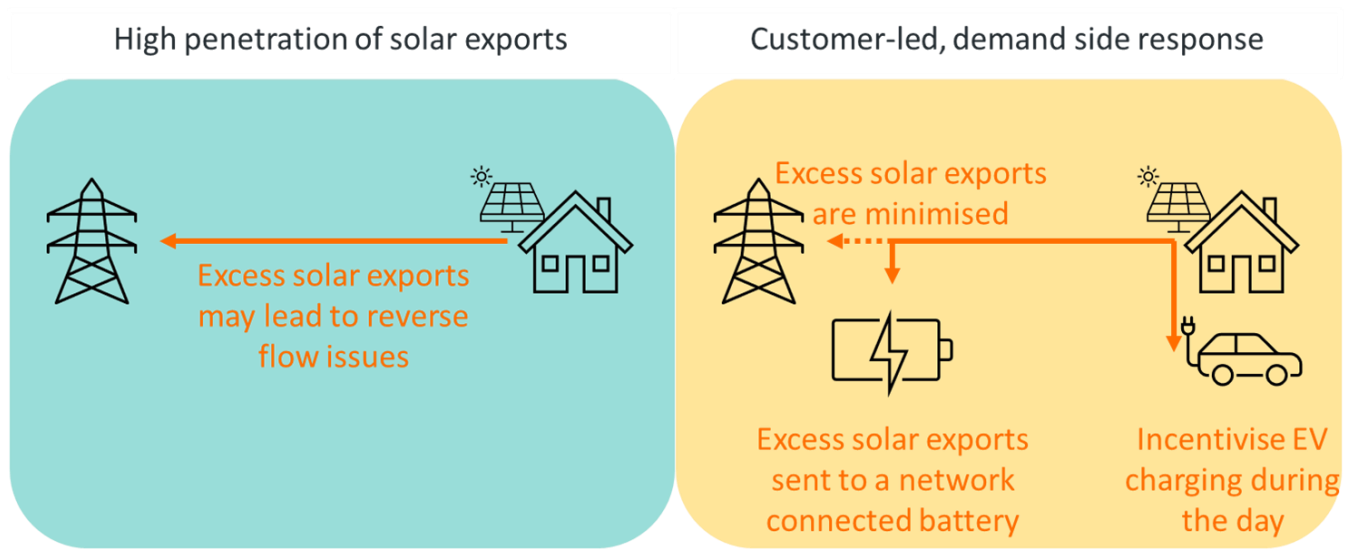 High penetration of solar exports
Customer-led, demand side response
Excess solar exports
may lead to reverse
flow issues
Excess solar exports
are minimised
Excess solar exports
sent to a network
connected battery
Incentivise EV
charging during
the day